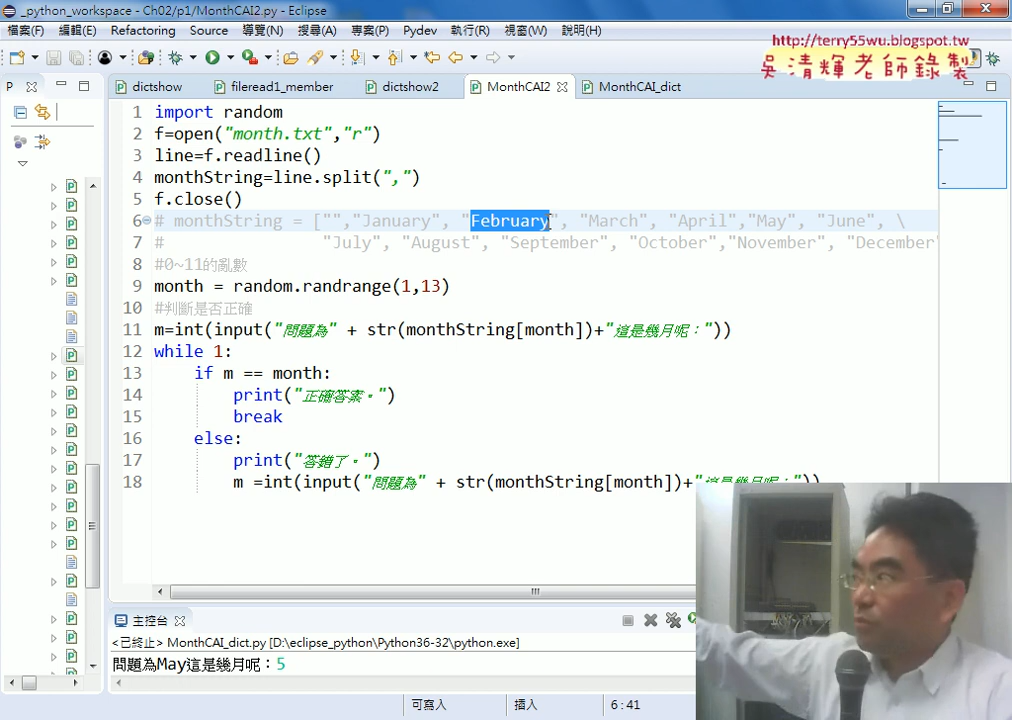 _python_workspace - Ch02/p1/MonthCAI2.py - Eclipse
檔案(F) 編輯(E) Refactoring Source 導覽(N) 搜尋(A) 專案(P) Pydev 執行(R) 視窗(W) 說明(H)
http://terry55wu.blogspot.tw
吳清輝老師錄製
P dictshow fileread1_member dictshow2 MonthCAI2 MonthCAI_dict
1 import random
2 f=open("month.txt","r")
3 line=f.readline()
4 monthString=line.split(",")
5 f.close()
6 # monthString = ["","January", "February", "March", "April","May", "June", \
7 # "July", "August", "September", "October","November", "December"
8 #0~11的亂數
9 month = random.randrange(1,13)
10 #判斷是否正確
11 m=int(input("問題為" + str(monthString[month])+"這是幾月呢："))
12 while 1:
13 if m == month:
14 print("正確答案。")
15 break
16 else:
17 print("答錯了。")
18 m =int(input("問題為" + str(monthString[month])+"這是幾月呢："))
主控台
<已終止> MonthCAI_dict.py [D:\eclipse_python\Python36-32\python.exe]
問題為May這是幾月呢：5
可寫入 插入 6:41